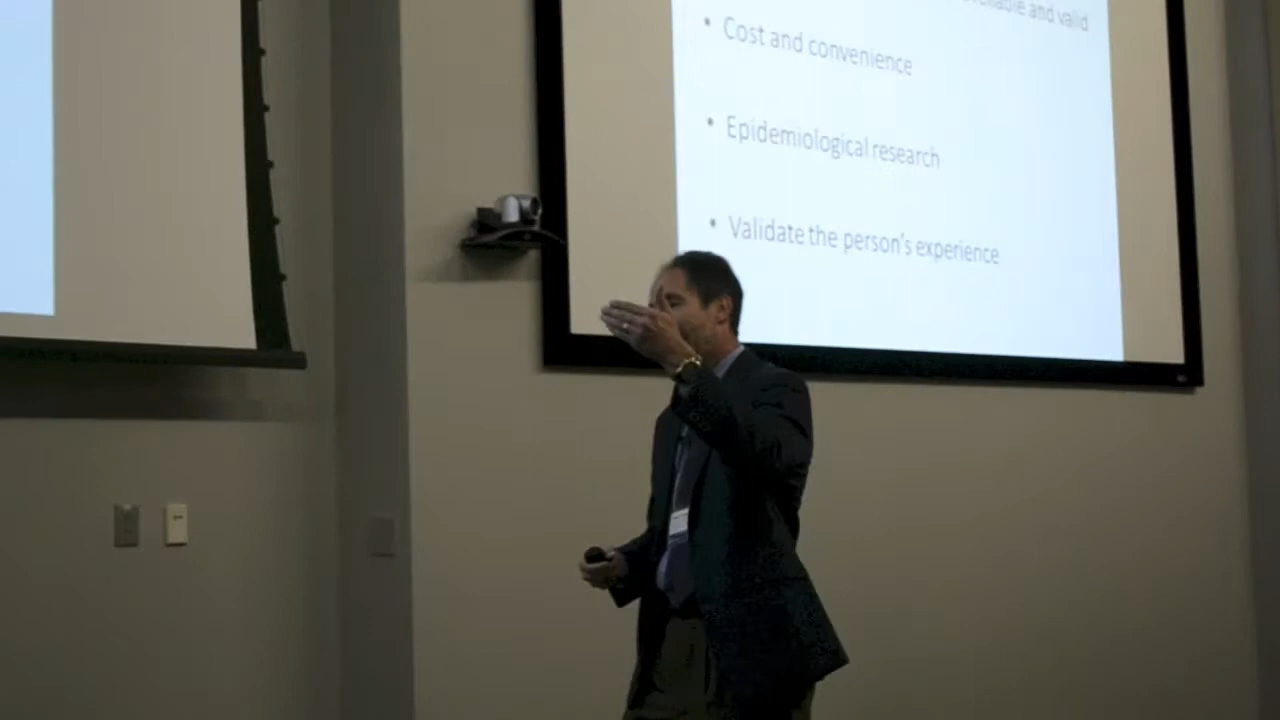 and valid
• Cost and convenience
• Epidemiological research
• Validate the person's experience